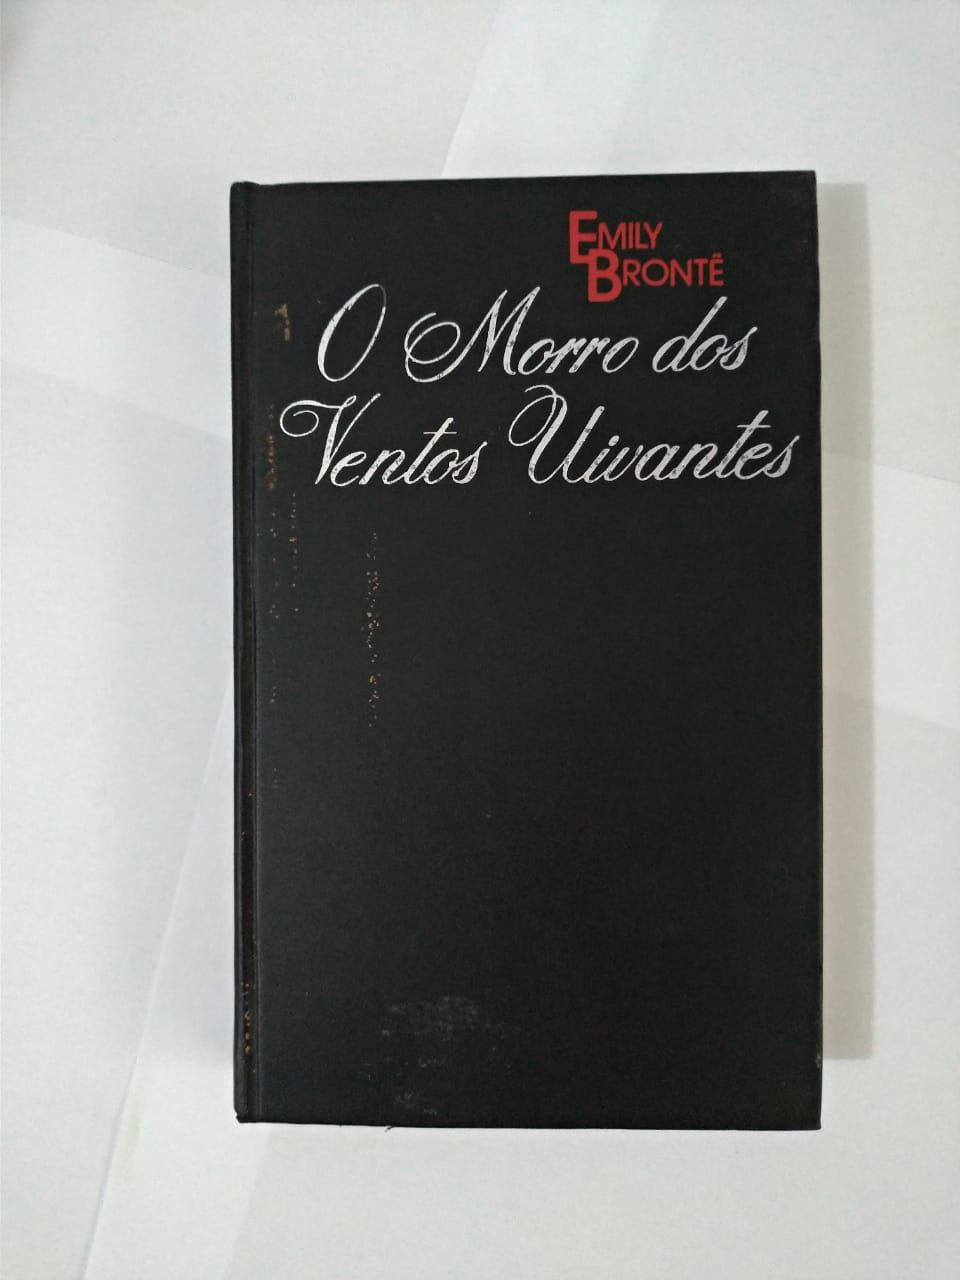 EMILY
BRONTË
O Morro dos
Ventos Uivantes